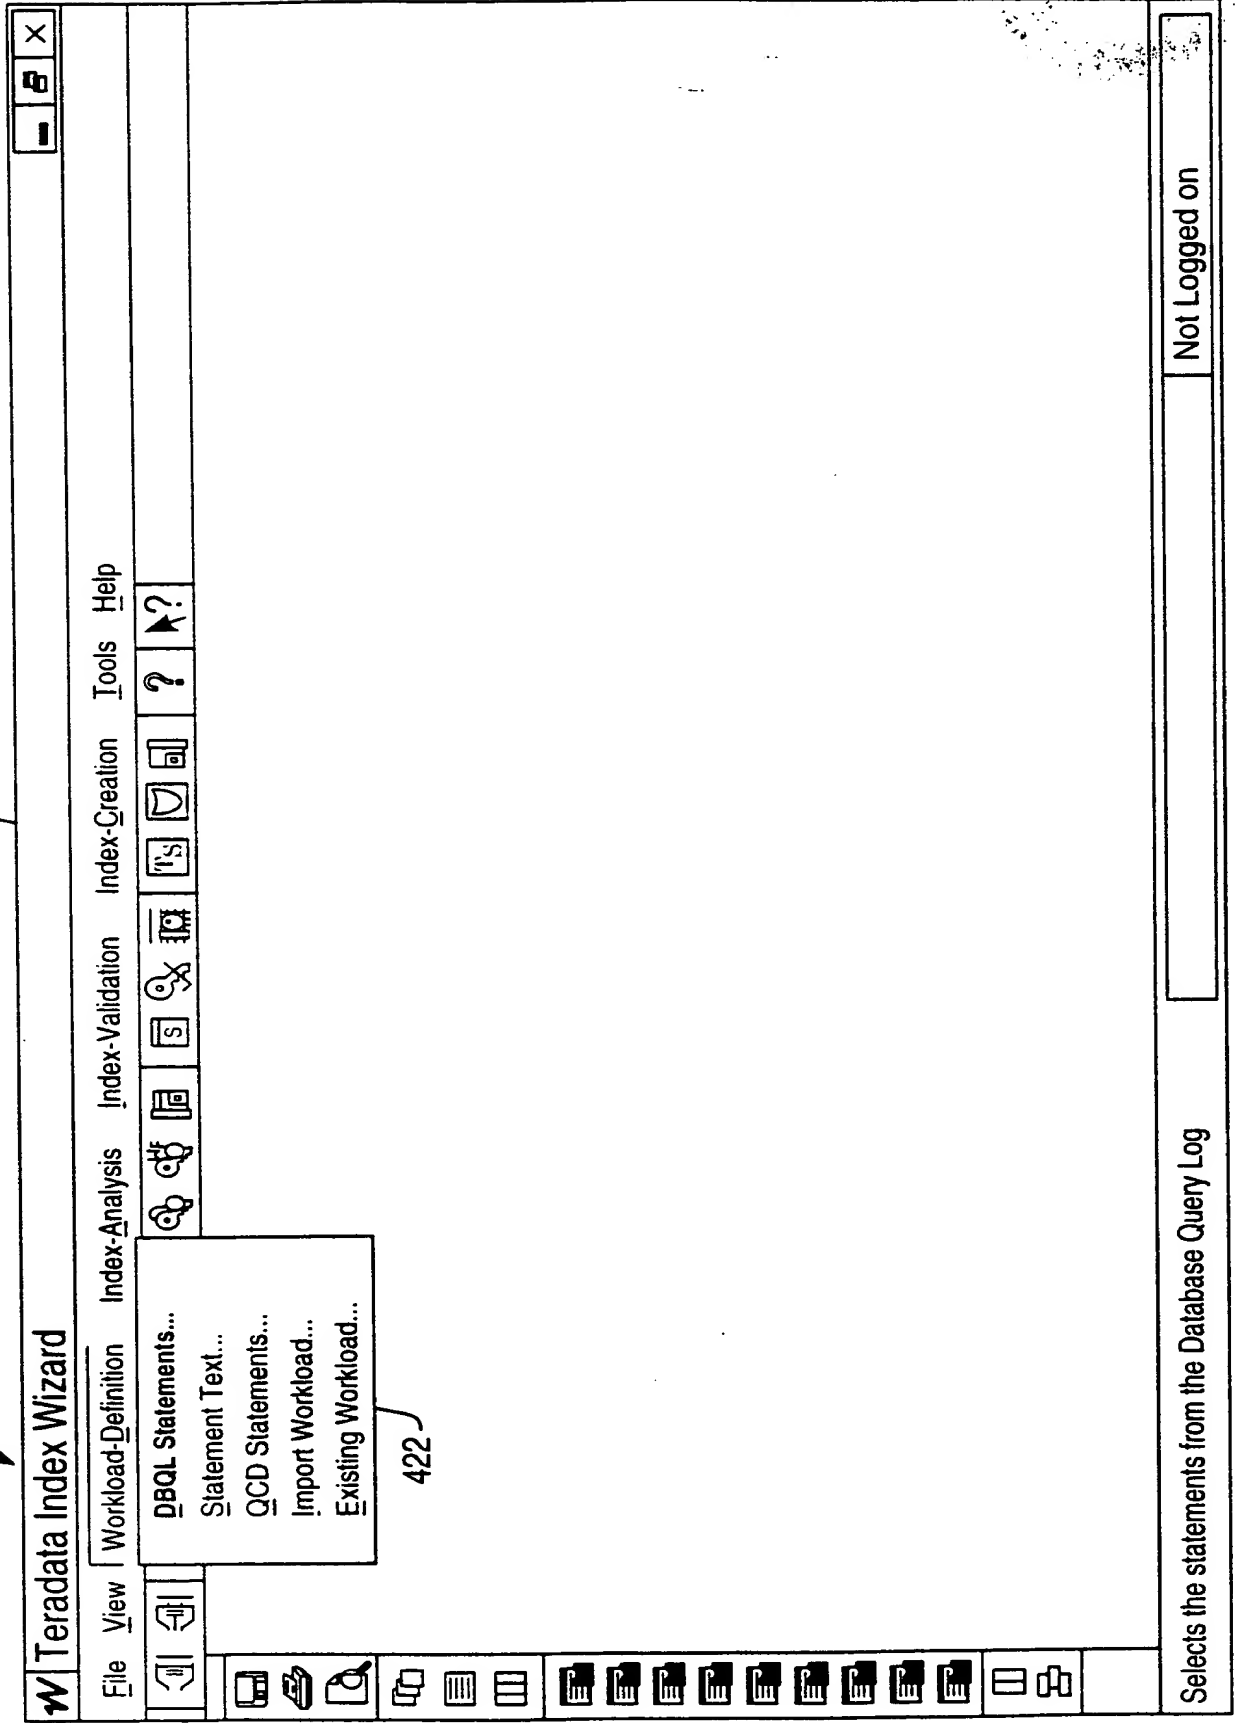 W Teradata Index Wizard
File View Workload-Definition Index-Analysis Index-Validation Index-Creation Tools Help
HF S T's ? ?
DBQL Statements...
Statement Text...
QCD Statements...
Import Workload...
Existing Workload...
422
Selects the statements from the Database Query Log Not Logged on